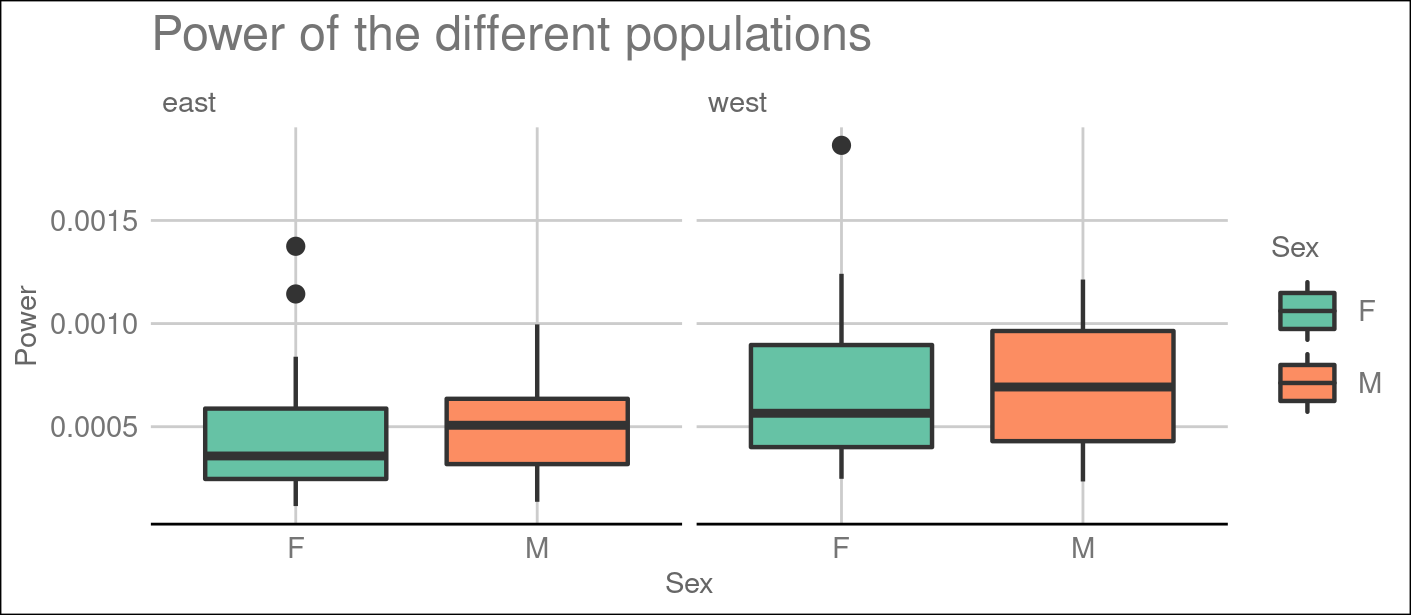 Power of the different populations
east
west
0.0015
0.0010
0.0005
Power
F
M
F
M
Sex
Sex
F
M